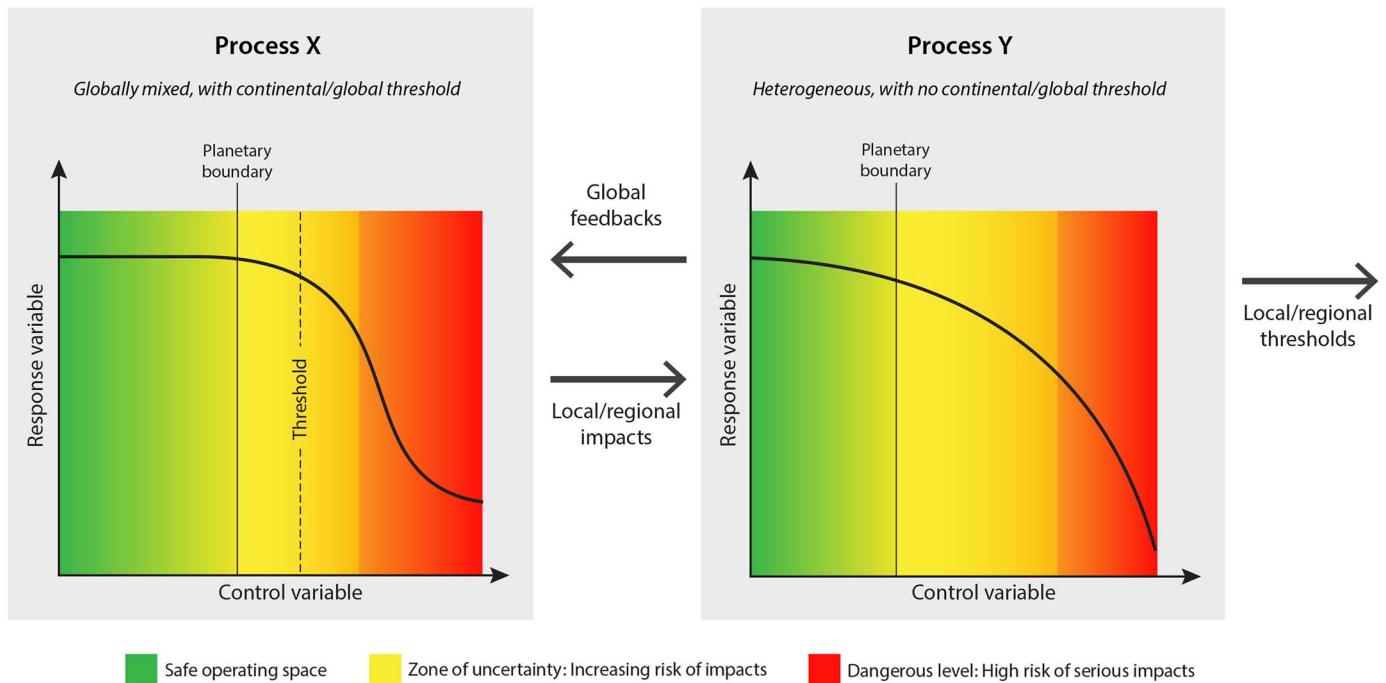 Process X
Globally mixed, with continental/global threshold
Planetary
boundary
Response variable
Threshold
Control variable
Global
feedbacks
Local/regional
impacts
Process Y
Heterogeneous, with no continental/global threshold
Planetary
boundary
Response variable
Control variable
Local/regional
thresholds
Safe operating space
Zone of uncertainty: Increasing risk of impacts
Dangerous level: High risk of serious impacts